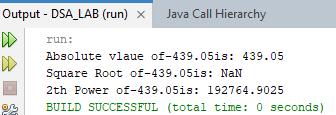 Output - DSA_LAB (run) × Java Call Hierarchy
run:
Absolute vlaue of-439.05is: 439.05
Square Root of-439.05is: NaN
2th Power of-439.05is: 192764.9025
BUILD SUCCESSFUL (total time: 0 seconds)